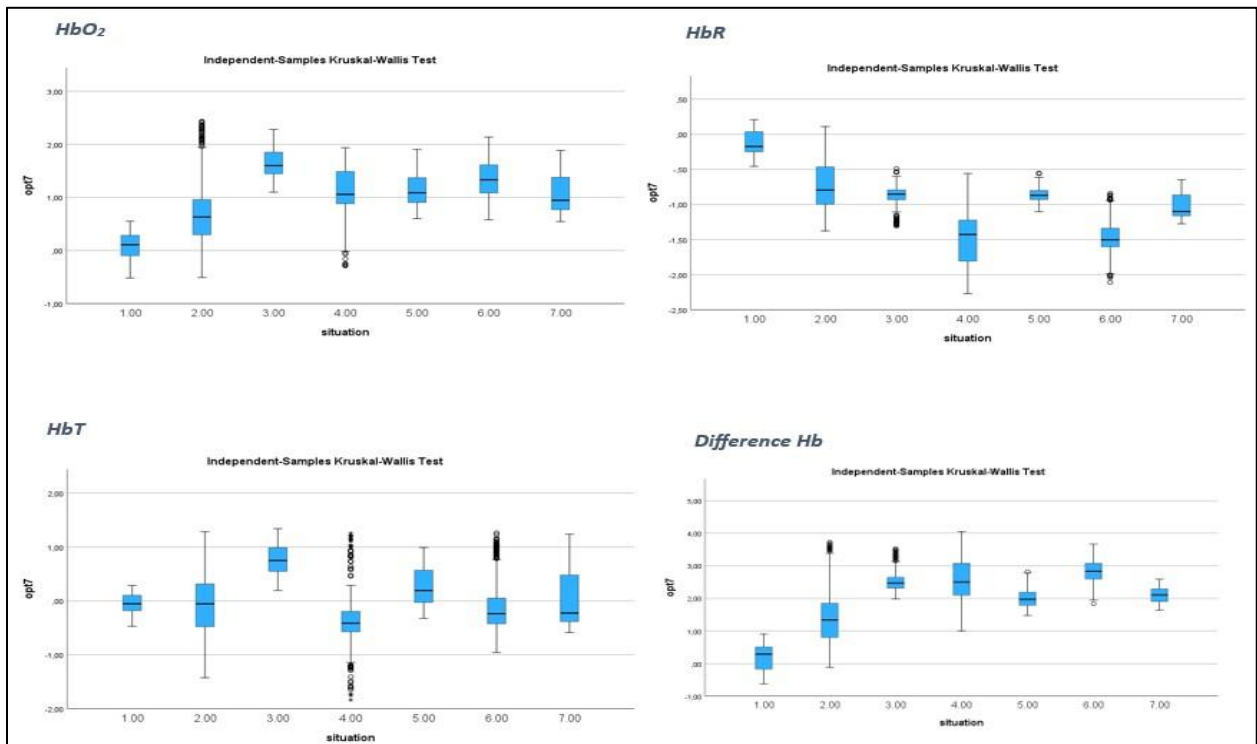 HbO₂
Independent-Samples Kruskal-Wallis Test
3,00
2,00
1,00
,00
-1,00
opt7
1.00 2.00 3.00 4.00 5.00 6.00 7.00
situation
HbR
Independent-Samples Kruskal-Wallis Test
,50
,00
-,50
-1,00
-1,50
-2,00
-2,50
opt7
1.00 2.00 3.00 4.00 5.00 6.00 7.00
situation
HbT
Independent-Samples Kruskal-Wallis Test
2,00
1,00
,00
-1,00
-2,00
opt7
1.00 2.00 3.00 4.00 5.00 6.00 7.00
situation
Difference Hb
Independent-Samples Kruskal-Wallis Test
5,00
4,00
3,00
2,00
1,00
,00
-1,00
opt7
1.00 2.00 3.00 4.00 5.00 6.00 7.00
situation